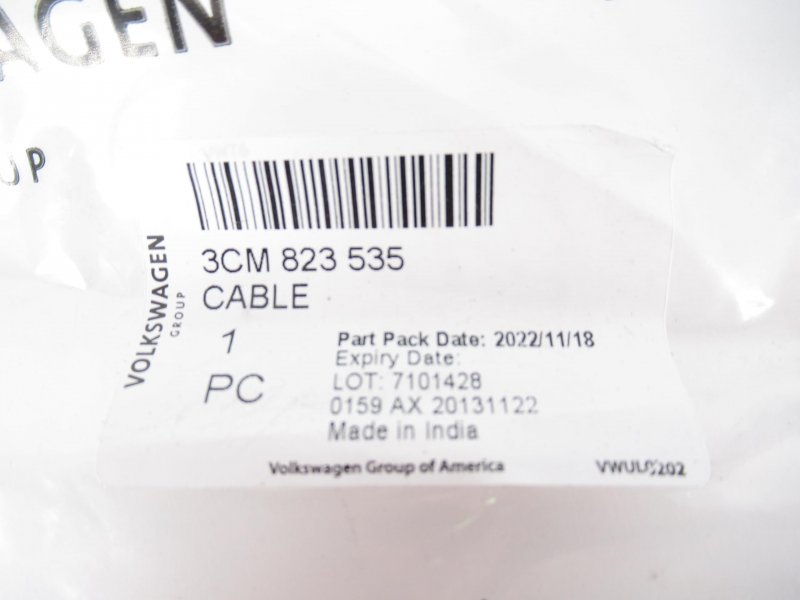 AGEN
UP
VOLKSWAGEN
GROUP
3CM 823 535
CABLE
1
PC
Part Pack Date: 2022/11/18
Expiry Date:
LOT: 7101428
0159 AX 20131122
Made in India
Volkswagen Group of America